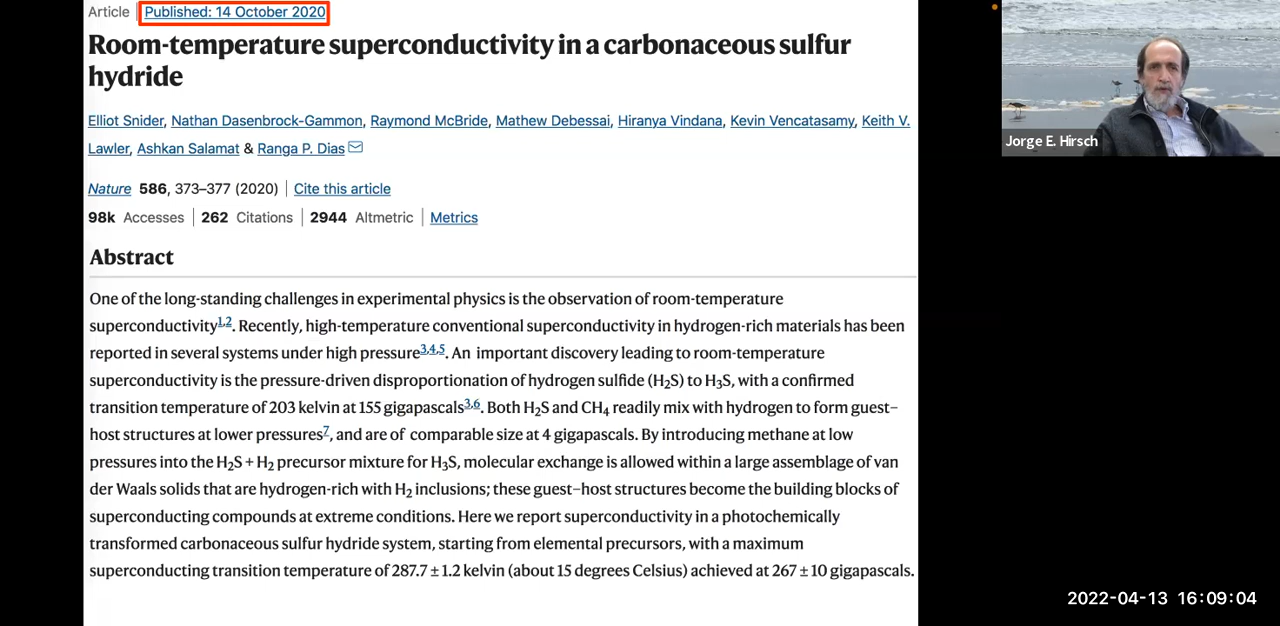 Article | Published: 14 October 2020
Room-temperature superconductivity in a carbonaceous sulfur
hydride
Elliot Snider, Nathan Dasenbrock-Gammon, Raymond McBride, Mathew Debessai, Hiranya Vindana, Kevin Vencatasamy, Keith V.
Lawler, Ashkan Salamat & Ranga P. Dias
Nature 586, 373–377 (2020) | Cite this article
98k Accesses | 262 Citations | 2944 Altmetric | Metrics
Abstract
One of the long-standing challenges in experimental physics is the observation of room-temperature
superconductivity1,2. Recently, high-temperature conventional superconductivity in hydrogen-rich materials has been
reported in several systems under high pressure3,4,5. An important discovery leading to room-temperature
superconductivity is the pressure-driven disproportionation of hydrogen sulfide (H2S) to H3S, with a confirmed
transition temperature of 203 kelvin at 155 gigapascals3,6. Both H2S and CH4 readily mix with hydrogen to form guest–
host structures at lower pressures7, and are of comparable size at 4 gigapascals. By introducing methane at low
pressures into the H2S + H2 precursor mixture for H3S, molecular exchange is allowed within a large assemblage of van
der Waals solids that are hydrogen-rich with H2 inclusions; these guest–host structures become the building blocks of
superconducting compounds at extreme conditions. Here we report superconductivity in a photochemically
transformed carbonaceous sulfur hydride system, starting from elemental precursors, with a maximum
superconducting transition temperature of 287.7 ± 1.2 kelvin (about 15 degrees Celsius) achieved at 267 ± 10 gigapascals.
Jorge E. Hirsch
2022-04-13 16:09:04